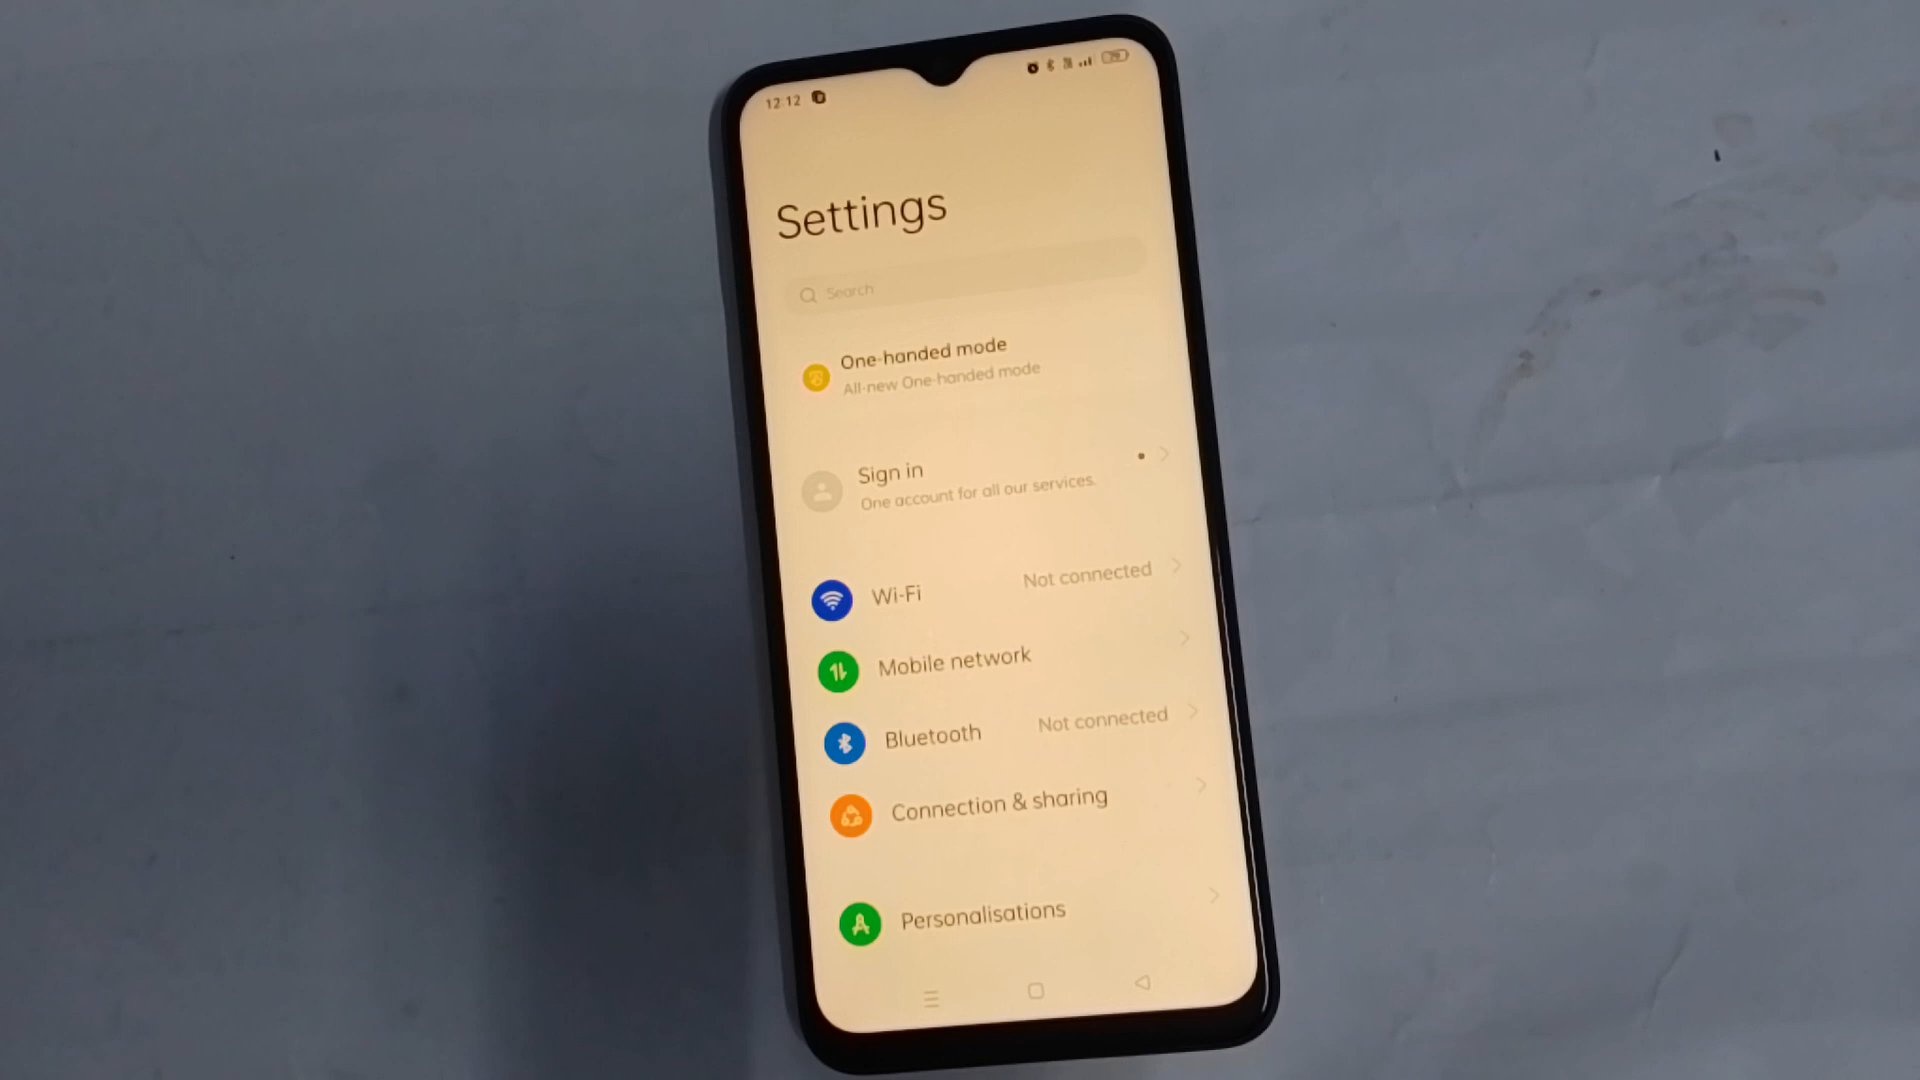 12:12
Settings
Search
One-handed mode
All-new One-handed mode
Sign in
One account for all our services.
Wi-Fi Not connected
Mobile network
Bluetooth Not connected
Connection & sharing
Personalisations